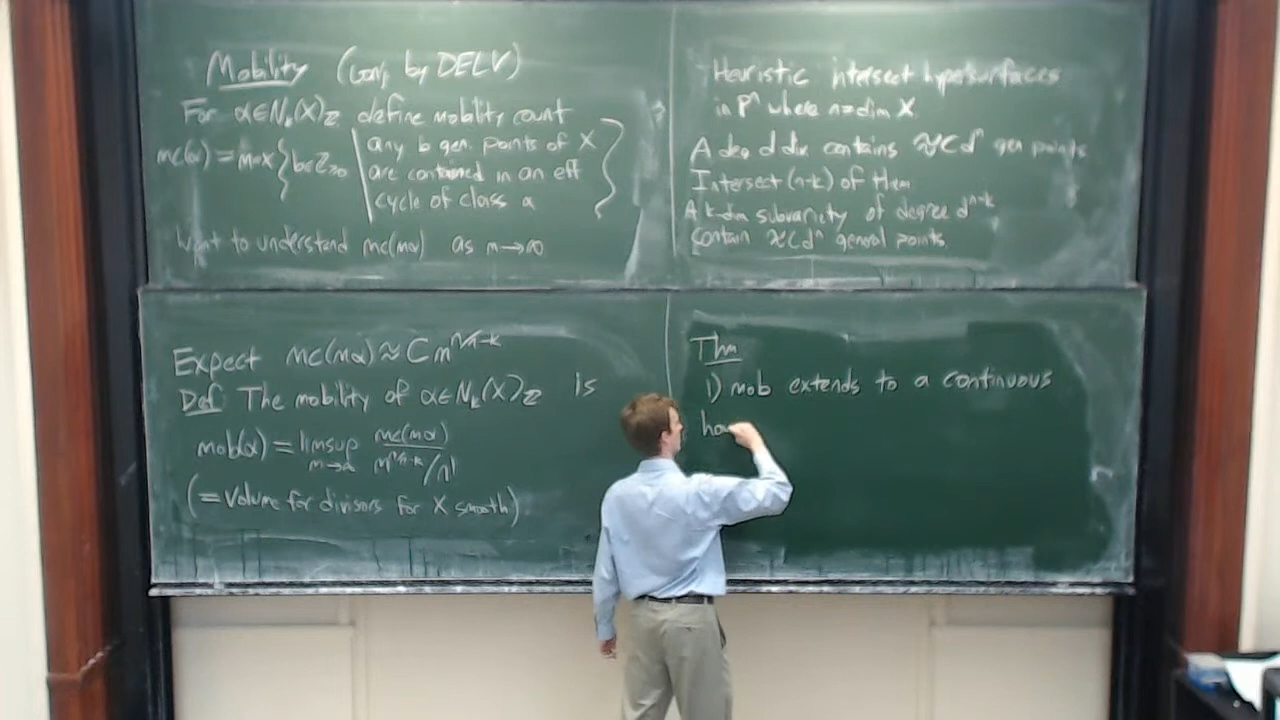 Mobility (conj by DELV)
For α∈N_k(X)_ℤ define mobility count
mc(α) = max { b∈ℤ≥0 | any b gen. points of X
are contained in an eff
cycle of class α }
Want to understand mc(mα) as m→∞
Heuristic intersect hypersurfaces
in Pⁿ where n=dim X
A deg d div contains ≈Cdⁿ gen points
Intersect (n-k) of them
A k-dim subvariety of degree d^{n-k}
contain ≈Cdⁿ general points.
Expect mc(mα) ≈ C m^{n/n-k}
Def: The mobility of α∈N_k(X)_ℤ is
mob(α) = limsup_{m→∞} mc(mα) / (m^{n/n-k}/n!)
(= volume for divisors for X smooth)
Thm
1) mob extends to a continuous